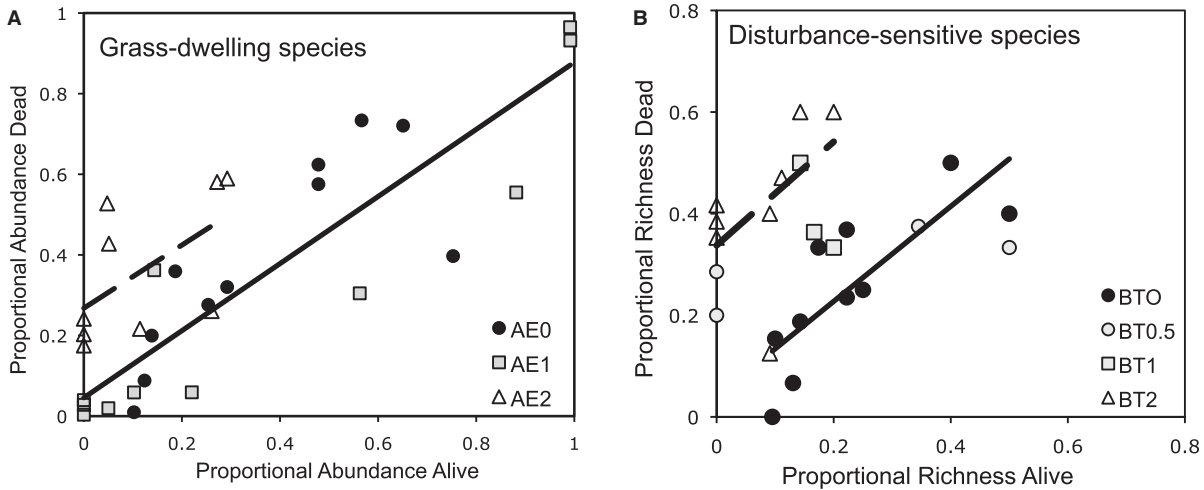 A
Grass-dwelling species
Proportional Abundance Dead
1
0.8
0.6
0.4
0.2
0
0
0.2
0.4
0.6
0.8
1
Proportional Abundance Alive
AE0
AE1
AE2
B
Disturbance-sensitive species
Proportional Richness Dead
0.8
0.6
0.4
0.2
0
0
0.2
0.4
0.6
0.8
Proportional Richness Alive
BTO
BT0.5
BT1
BT2